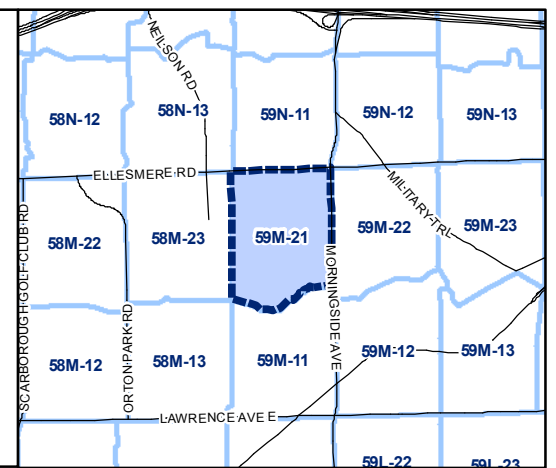 NEILSON RD
58N-12
58N-13
59N-11
59N-12
59N-13
ELLESMERE RD
MILITARY TRL
SCARBOROUGH GOLF CLUB RD
58M-22
58M-23
59M-21
59M-22
59M-23
ORTON PARK RD
MORNINGSIDE AVE
58M-12
58M-13
59M-11
59M-12
59M-13
LAWRENCE AVE E
59L-22
59L-23